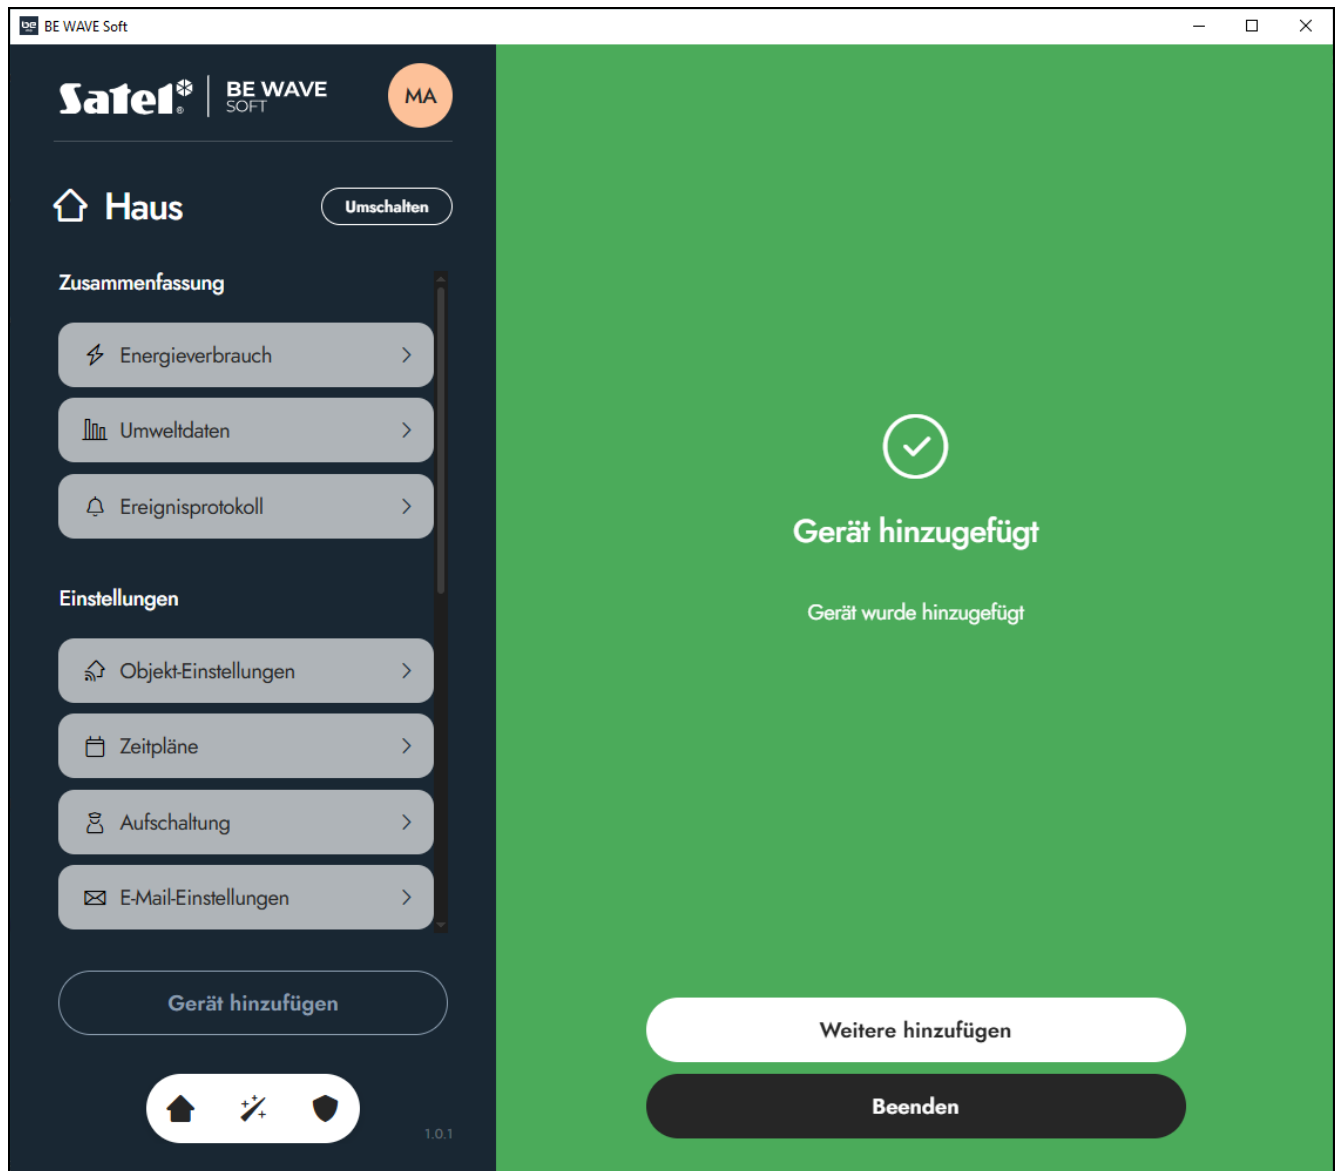 be BE WAVE Soft
Satel® | BE WAVE SOFT
MA
Haus
Umschalten
Zusammenfassung
Energieverbrauch
Umweltdaten
Ereignisprotokoll
Einstellungen
Objekt-Einstellungen
Zeitpläne
Aufschaltung
E-Mail-Einstellungen
Gerät hinzufügen
1.0.1
Gerät hinzugefügt
Gerät wurde hinzugefügt
Weitere hinzufügen
Beenden